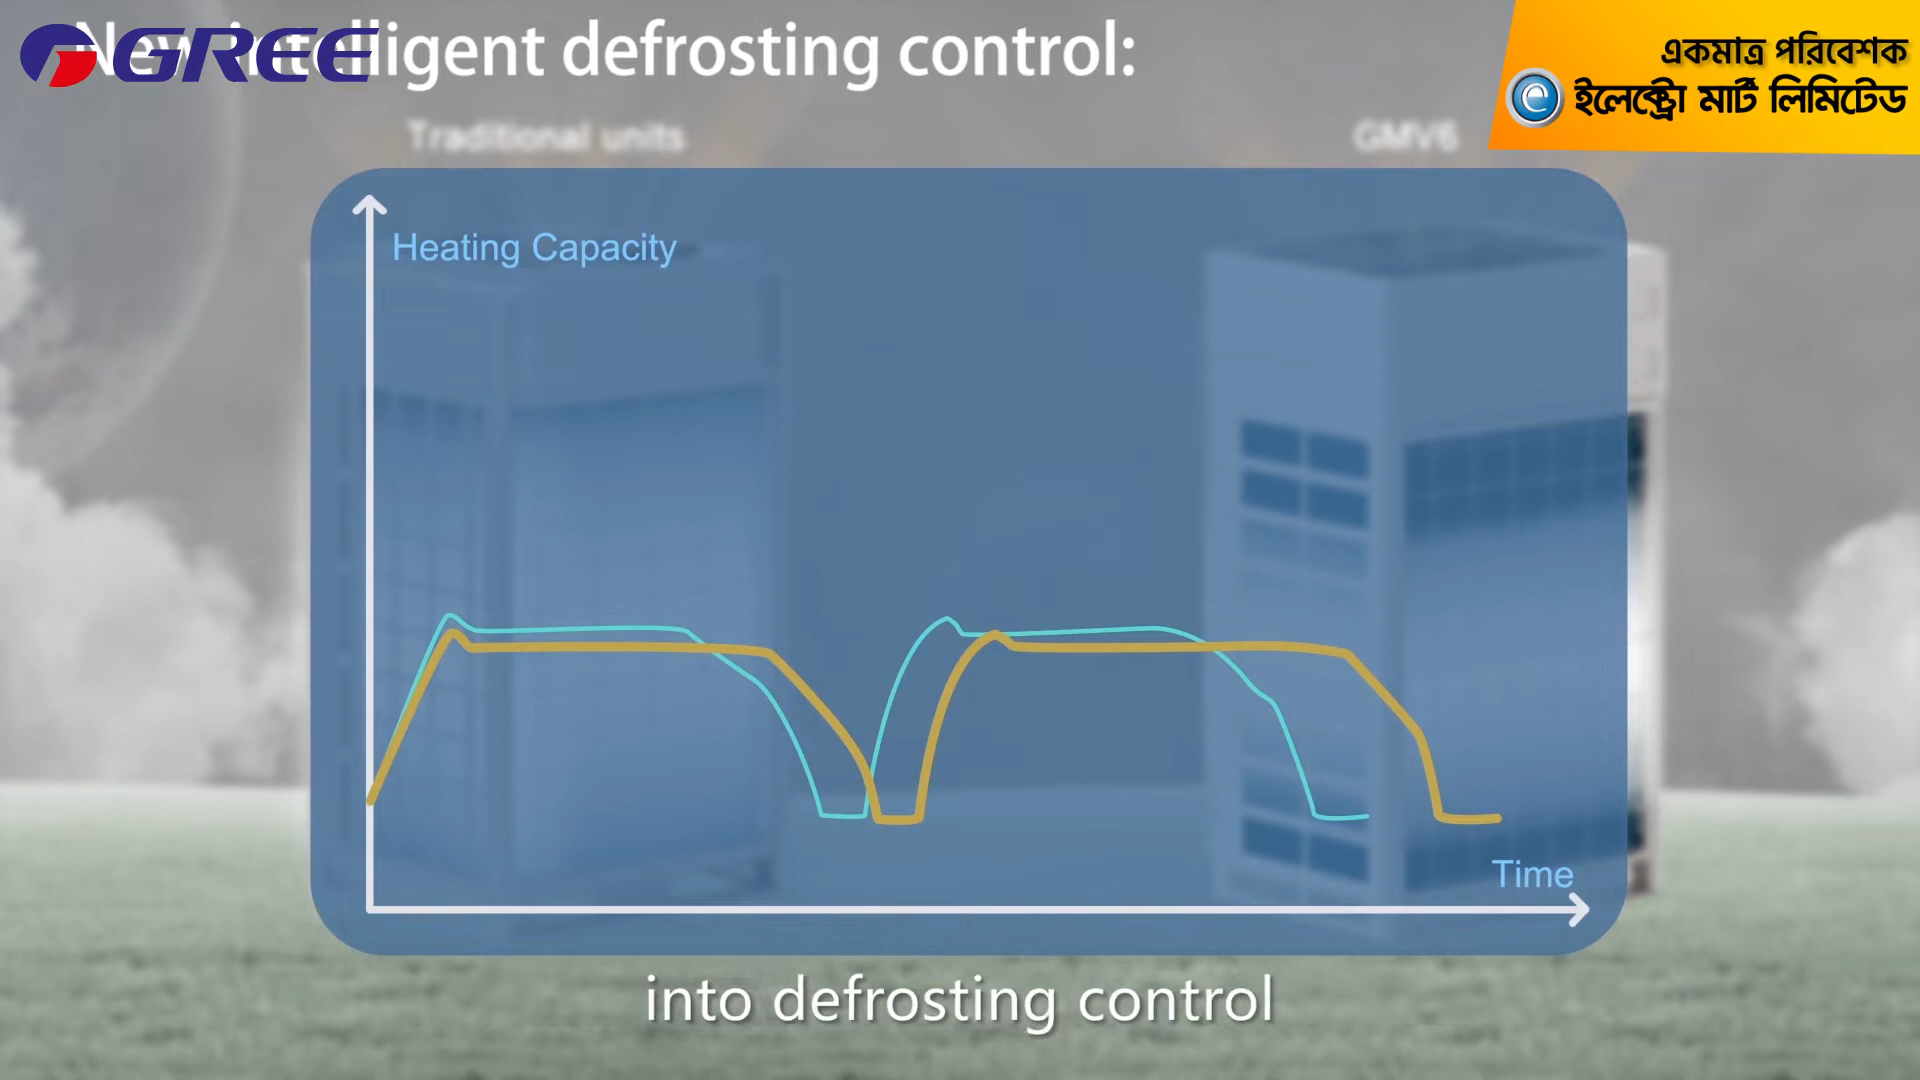 New intelligent defrosting control:
GREE
একমাত্র পরিবেশক
ইলেক্ট্রো মার্ট লিমিটেড
Traditional units
GMV6
Heating Capacity
Time
into defrosting control